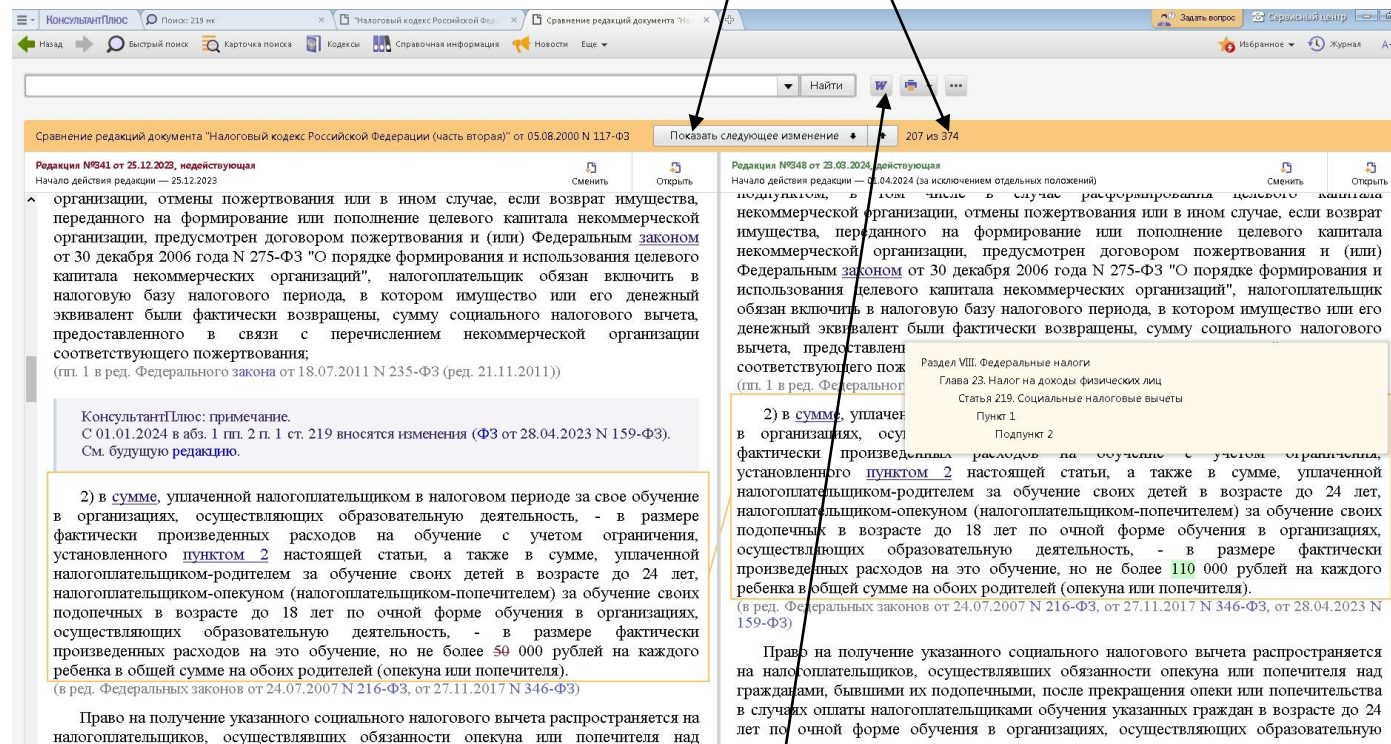 КонсультантПлюс
Поиск: 219 нк
"Налоговый кодекс Российской Фед
Сравнение редакций документа "На
Задать вопрос
Сервисный центр
Назад
Быстрый поиск
Карточка поиска
Кодексы
Справочная информация
Новости
Еще
Избранное
Журнал
Найти
Сравнение редакций документа "Налоговый кодекс Российской Федерации (часть вторая)" от 05.08.2000 N 117-ФЗ
Показать следующее изменение
207 из 374
Редакция №341 от 25.12.2023, недействующая
Начало действия редакции — 25.12.2023
Сменить
Открыть
организации, отмены пожертвования или в ином случае, если возврат имущества,
переданного на формирование или пополнение целевого капитала некоммерческой
организации, предусмотрен договором пожертвования и (или) Федеральным законом
от 30 декабря 2006 года N 275-ФЗ "О порядке формирования и использования целевого
капитала некоммерческих организаций", налогоплательщик обязан включить в
налоговую базу налогового периода, в котором имущество или его денежный
эквивалент были фактически возвращены, сумму социального налогового вычета,
предоставленного в связи с перечислением некоммерческой организации
соответствующего пожертвования;
(пп. 1 в ред. Федерального закона от 18.07.2011 N 235-ФЗ (ред. 21.11.2011))
КонсультантПлюс: примечание.
С 01.01.2024 в абз. 1 пп. 2 п. 1 ст. 219 вносятся изменения (ФЗ от 28.04.2023 N 159-ФЗ).
См. будущую редакцию.
2) в сумме, уплаченной налогоплательщиком в налоговом периоде за свое обучение
в организациях, осуществляющих образовательную деятельность, - в размере
фактически произведенных расходов на обучение с учетом ограничения,
установленного пунктом 2 настоящей статьи, а также в сумме, уплаченной
налогоплательщиком-родителем за обучение своих детей в возрасте до 24 лет,
налогоплательщиком-опекуном (налогоплательщиком-попечителем) за обучение своих
подопечных в возрасте до 18 лет по очной форме обучения в организациях,
осуществляющих образовательную деятельность, - в размере фактически
произведенных расходов на это обучение, но не более 50 000 рублей на каждого
ребенка в общей сумме на обоих родителей (опекуна или попечителя).
(в ред. Федеральных законов от 24.07.2007 N 216-ФЗ, от 27.11.2017 N 346-ФЗ)
Право на получение указанного социального налогового вычета распространяется на
налогоплательщиков, осуществлявших обязанности опекуна или попечителя над
Редакция №348 от 23.03.2024, действующая
Начало действия редакции — 01.04.2024 (за исключением отдельных положений)
Сменить
Открыть
подпунктом, в том числе в случае расформирования целевого капитала
некоммерческой организации, отмены пожертвования или в ином случае, если возврат
имущества, переданного на формирование или пополнение целевого капитала
некоммерческой организации, предусмотрен договором пожертвования и (или)
Федеральным законом от 30 декабря 2006 года N 275-ФЗ "О порядке формирования и
использования целевого капитала некоммерческих организаций", налогоплательщик
обязан включить в налоговую базу налогового периода, в котором имущество или его
денежный эквивалент были фактически возвращены, сумму социального налогового
вычета, предоставлен
соответствующего пож
(пп. 1 в ред. Федеральног
Раздел VIII. Федеральные налоги
Глава 23. Налог на доходы физических лиц
Статья 219. Социальные налоговые вычеты
Пункт 1
Подпункт 2
2) в сумме, уплачен
в организациях, осу
фактически произведенных расходов на обучение с учетом ограничения,
установленного пунктом 2 настоящей статьи, а также в сумме, уплаченной
налогоплательщиком-родителем за обучение своих детей в возрасте до 24 лет,
налогоплательщиком-опекуном (налогоплательщиком-попечителем) за обучение своих
подопечных в возрасте до 18 лет по очной форме обучения в организациях,
осуществляющих образовательную деятельность, - в размере фактически
произведенных расходов на это обучение, но не более 110 000 рублей на каждого
ребенка в общей сумме на обоих родителей (опекуна или попечителя).
(в ред. Федеральных законов от 24.07.2007 N 216-ФЗ, от 27.11.2017 N 346-ФЗ, от 28.04.2023 N
159-ФЗ)
Право на получение указанного социального налогового вычета распространяется
на налогоплательщиков, осуществлявших обязанности опекуна или попечителя над
гражданами, бывшими их подопечными, после прекращения опеки или попечительства
в случаях оплаты налогоплательщиками обучения указанных граждан в возрасте до 24
лет по очной форме обучения в организациях, осуществляющих образовательную